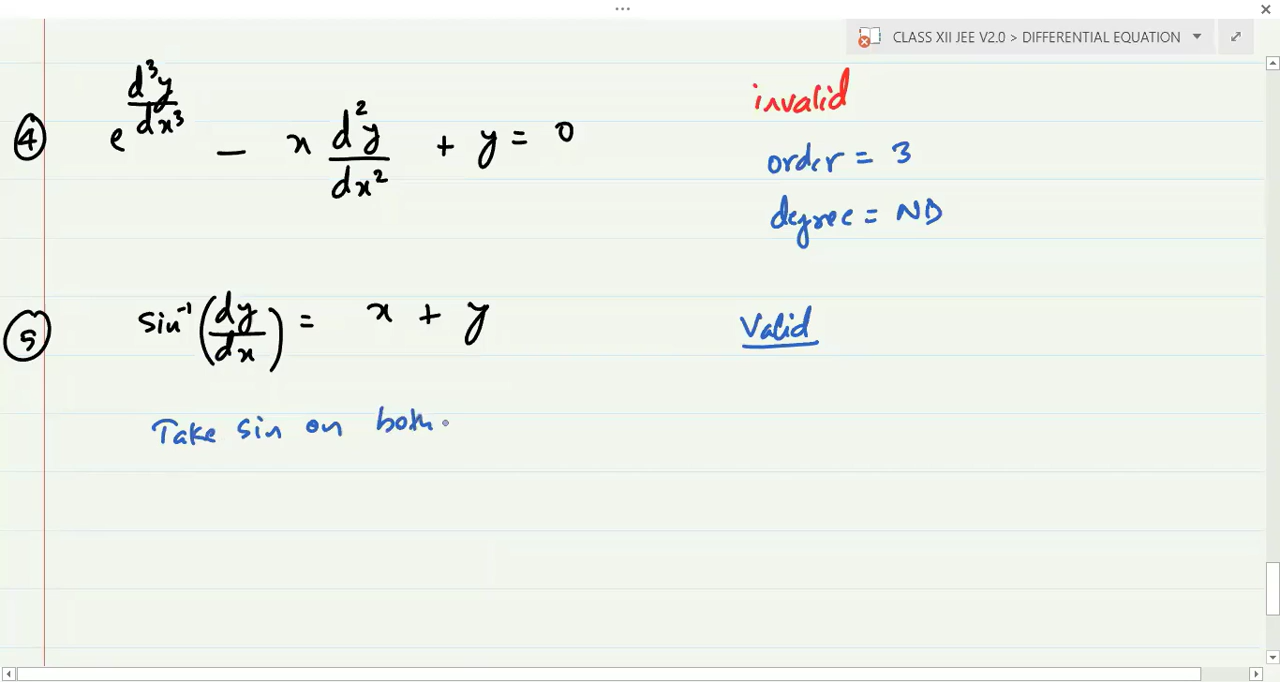 CLASS XII JEE V2.0 > DIFFERENTIAL EQUATION
④ e^(d³y/dx³) - x d²y/dx² + y = 0
invalid
order = 3
degree = ND
⑤ sin⁻¹(dy/dx) = x + y
Valid
Take sin on both